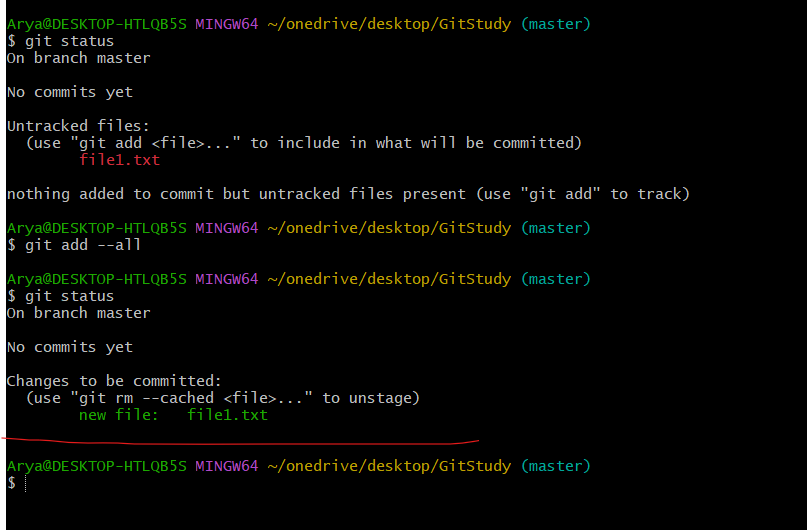 Arya@DESKTOP-HTLQB5S MINGW64 ~/onedrive/desktop/GitStudy (master)
$ git status
On branch master
No commits yet
Untracked files:
(use "git add <file>..." to include in what will be committed)
file1.txt
nothing added to commit but untracked files present (use "git add" to track)
Arya@DESKTOP-HTLQB5S MINGW64 ~/onedrive/desktop/GitStudy (master)
$ git add --all
Arya@DESKTOP-HTLQB5S MINGW64 ~/onedrive/desktop/GitStudy (master)
$ git status
On branch master
No commits yet
Changes to be committed:
(use "git rm --cached <file>..." to unstage)
new file:   file1.txt
Arya@DESKTOP-HTLQB5S MINGW64 ~/onedrive/desktop/GitStudy (master)
$